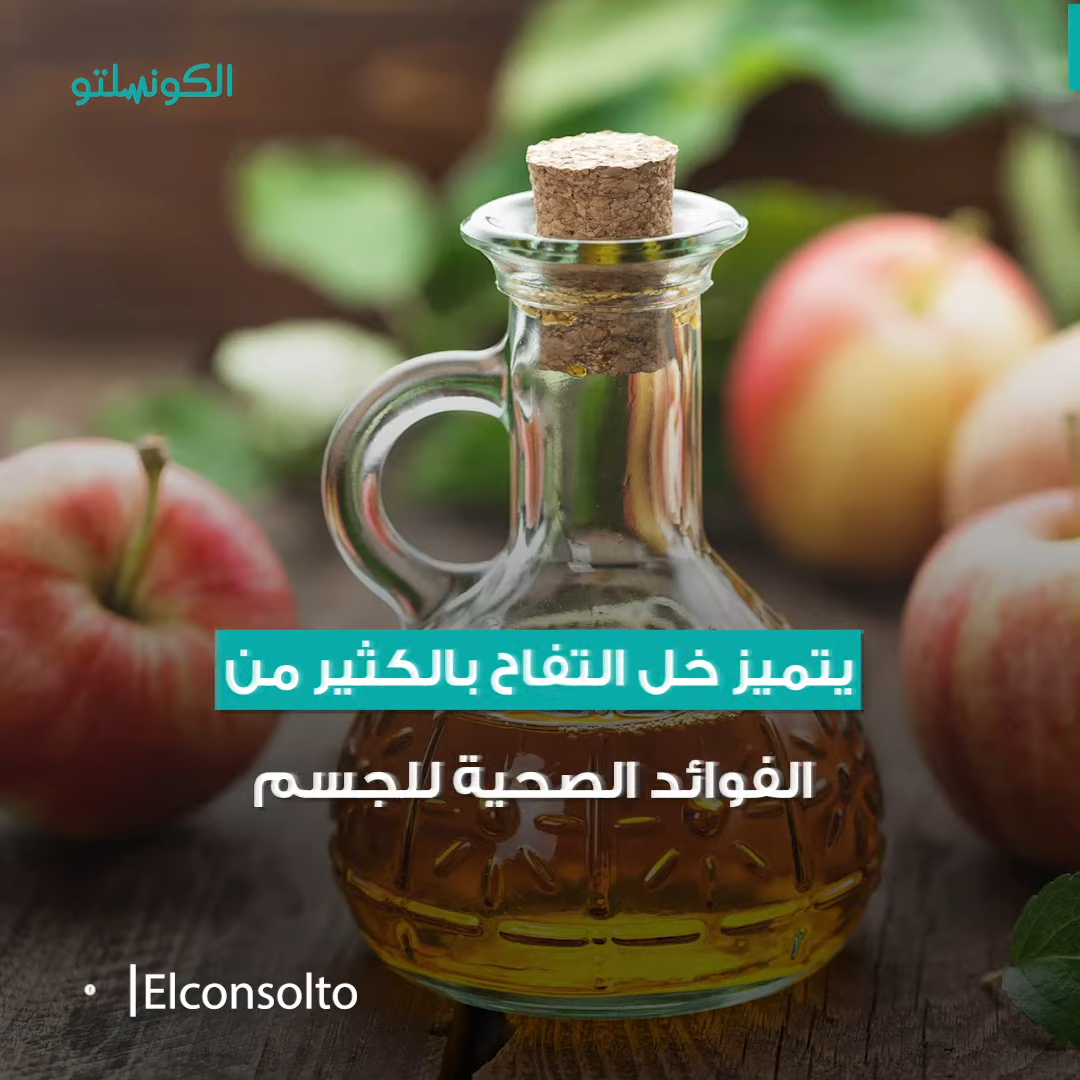 الكونسلتو
يتميز خل التفاح بالكثير من
الفوائد الصحية للجسم
Elconsolto